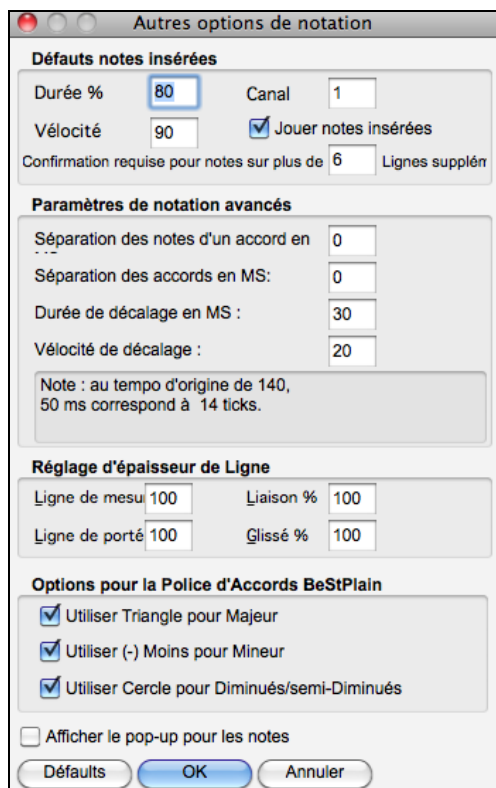 Autres options de notation
Défauts notes insérées
Durée % 80 Canal 1
Vélocité 90 Jouer notes insérées
Confirmation requise pour notes sur plus de 6 Lignes supplém
Paramètres de notation avancés
Séparation des notes d'un accord en 0
Séparation des accords en MS: 0
Durée de décalage en MS : 30
Vélocité de décalage : 20
Note : au tempo d'origine de 140,
50 ms correspond à 14 ticks.
Réglage d'épaisseur de Ligne
Ligne de mesu 100 Liaison % 100
Ligne de porté 100 Glissé % 100
Options pour la Police d'Accords BeStPlain
Utiliser Triangle pour Majeur
Utiliser (-) Moins pour Mineur
Utiliser Cercle pour Diminués/semi-Diminués
Afficher le pop-up pour les notes
Défauts OK Annuler